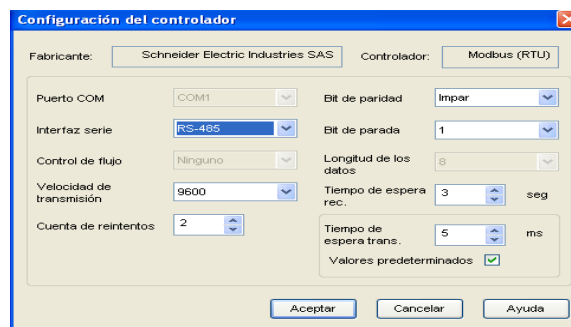 Configuración del controlador
Fabricante: Schneider Electric Industries SAS Controlador: Modbus (RTU)
Puerto COM COM1 Bit de paridad Impar
Interfaz serie RS-485 Bit de parada 1
Control de flujo Ninguno Longitud de los datos 8
Velocidad de transmisión 9600 Tiempo de espera rec. 3 seg
Cuenta de reintentos 2 Tiempo de espera trans. 5 ms
Valores predeterminados
Aceptar Cancelar Ayuda